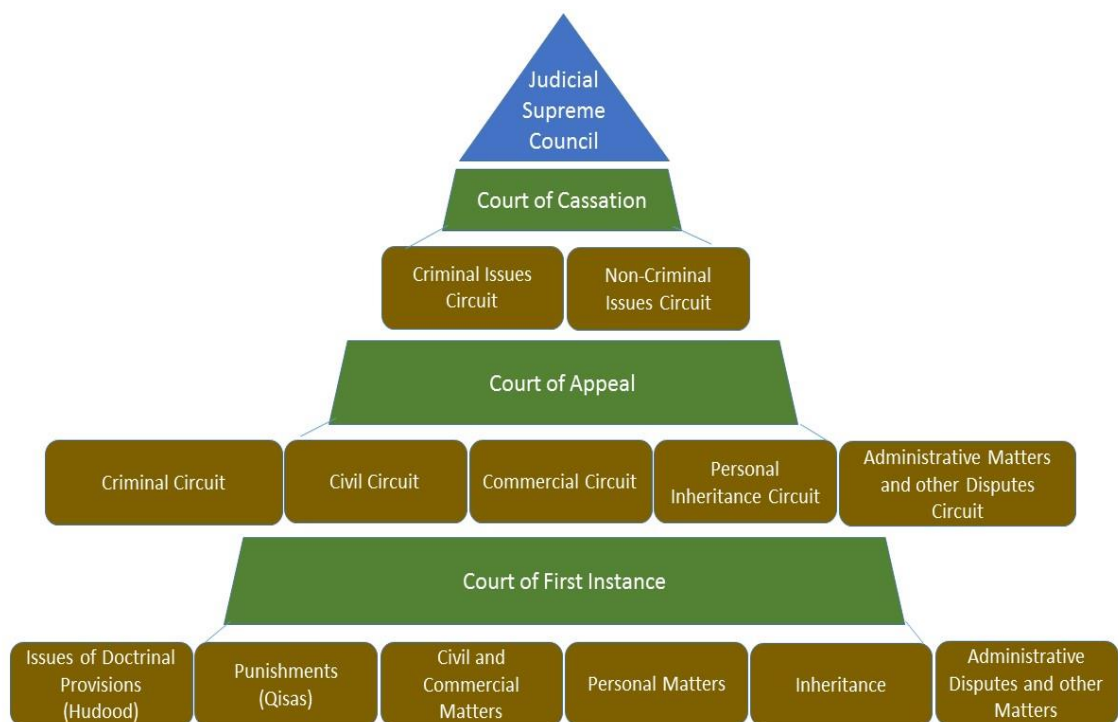 Judicial
Supreme
Council
Court of Cassation
Criminal Issues
Circuit
Non-Criminal
Issues Circuit
Court of Appeal
Criminal Circuit
Civil Circuit
Commercial Circuit
Personal
Inheritance Circuit
Administrative Matters
and other Disputes
Circuit
Court of First Instance
Issues of Doctrinal
Provisions
(Hudood)
Punishments
(Qisas)
Civil and
Commercial
Matters
Personal Matters
Inheritance
Administrative
Disputes and other
Matters